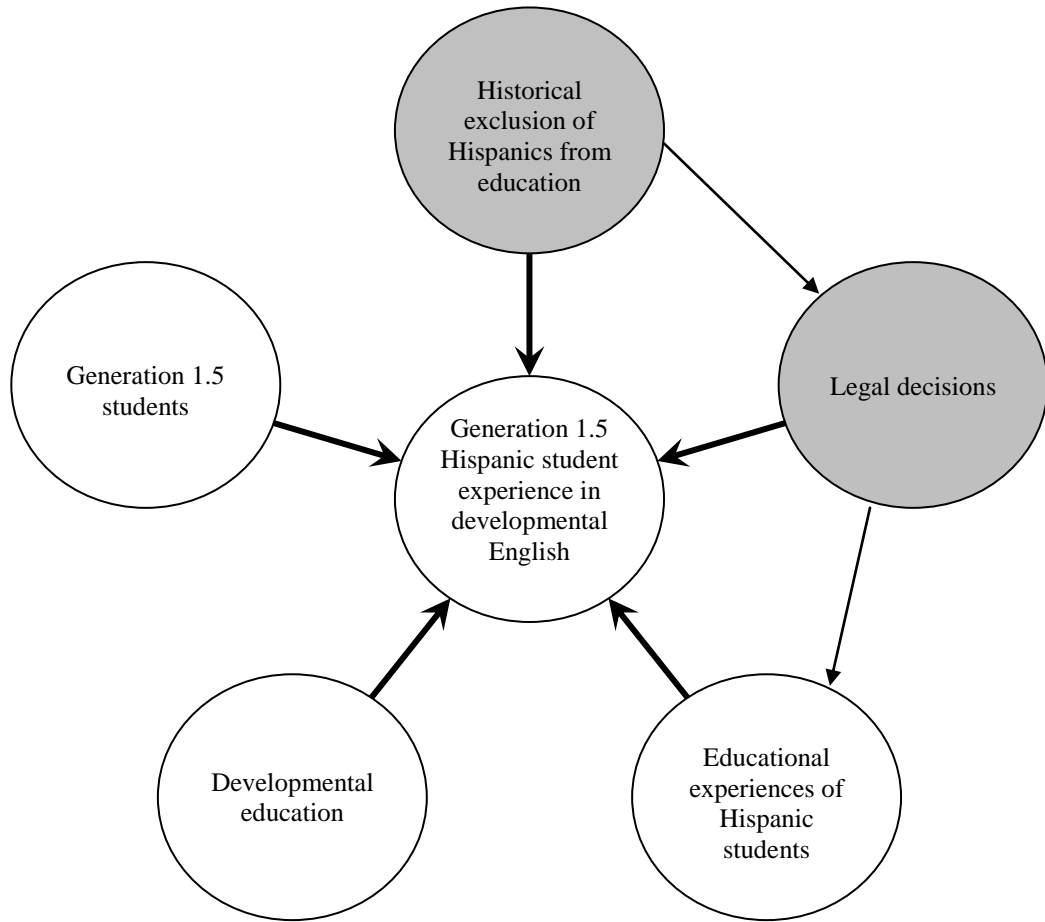 Historical
exclusion of
Hispanics from
education
Generation 1.5
students
Legal decisions
Generation 1.5
Hispanic student
experience in
developmental
English
Developmental
education
Educational
experiences of
Hispanic
students